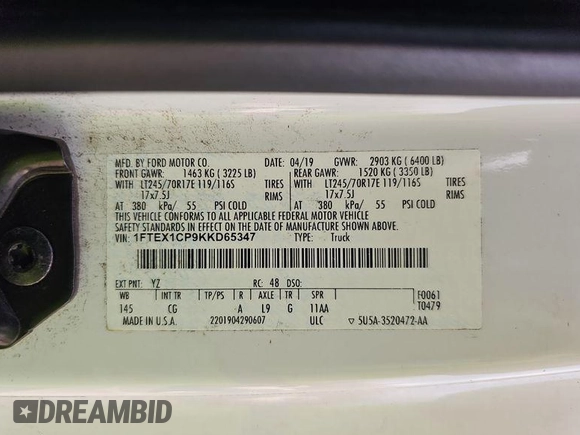 MFD. BY FORD MOTOR CO. DATE: 04/19 GVWR: 2903 KG ( 6400 LB)
FRONT GAWR: 1463 KG ( 3225 LB) REAR GAWR: 1520 KG ( 3350 LB)
WITH LT245/70R17E 119/116S TIRES WITH LT245/70R17E 119/116S TIRES
17x7.5J RIMS 17x7.5J RIMS
AT 380 kPa/ 55 PSI COLD AT 380 kPa/ 55 PSI COLD
THIS VEHICLE CONFORMS TO ALL APPLICABLE FEDERAL MOTOR VEHICLE
SAFETY STANDARDS IN EFFECT ON THE DATE OF MANUFACTURE SHOWN ABOVE.
VIN: 1FTEX1CP9KKD65347 TYPE: Truck
EXT PNT: YZ RC: 48 DSO:
WB INT TR TP/PS R AXLE TR SPR F0061
145 CG A L9 G 11AA T0479
MADE IN U.S.A. 2201904290607 ULC ▽ 5U5A-3520472-AA
DREAMBID